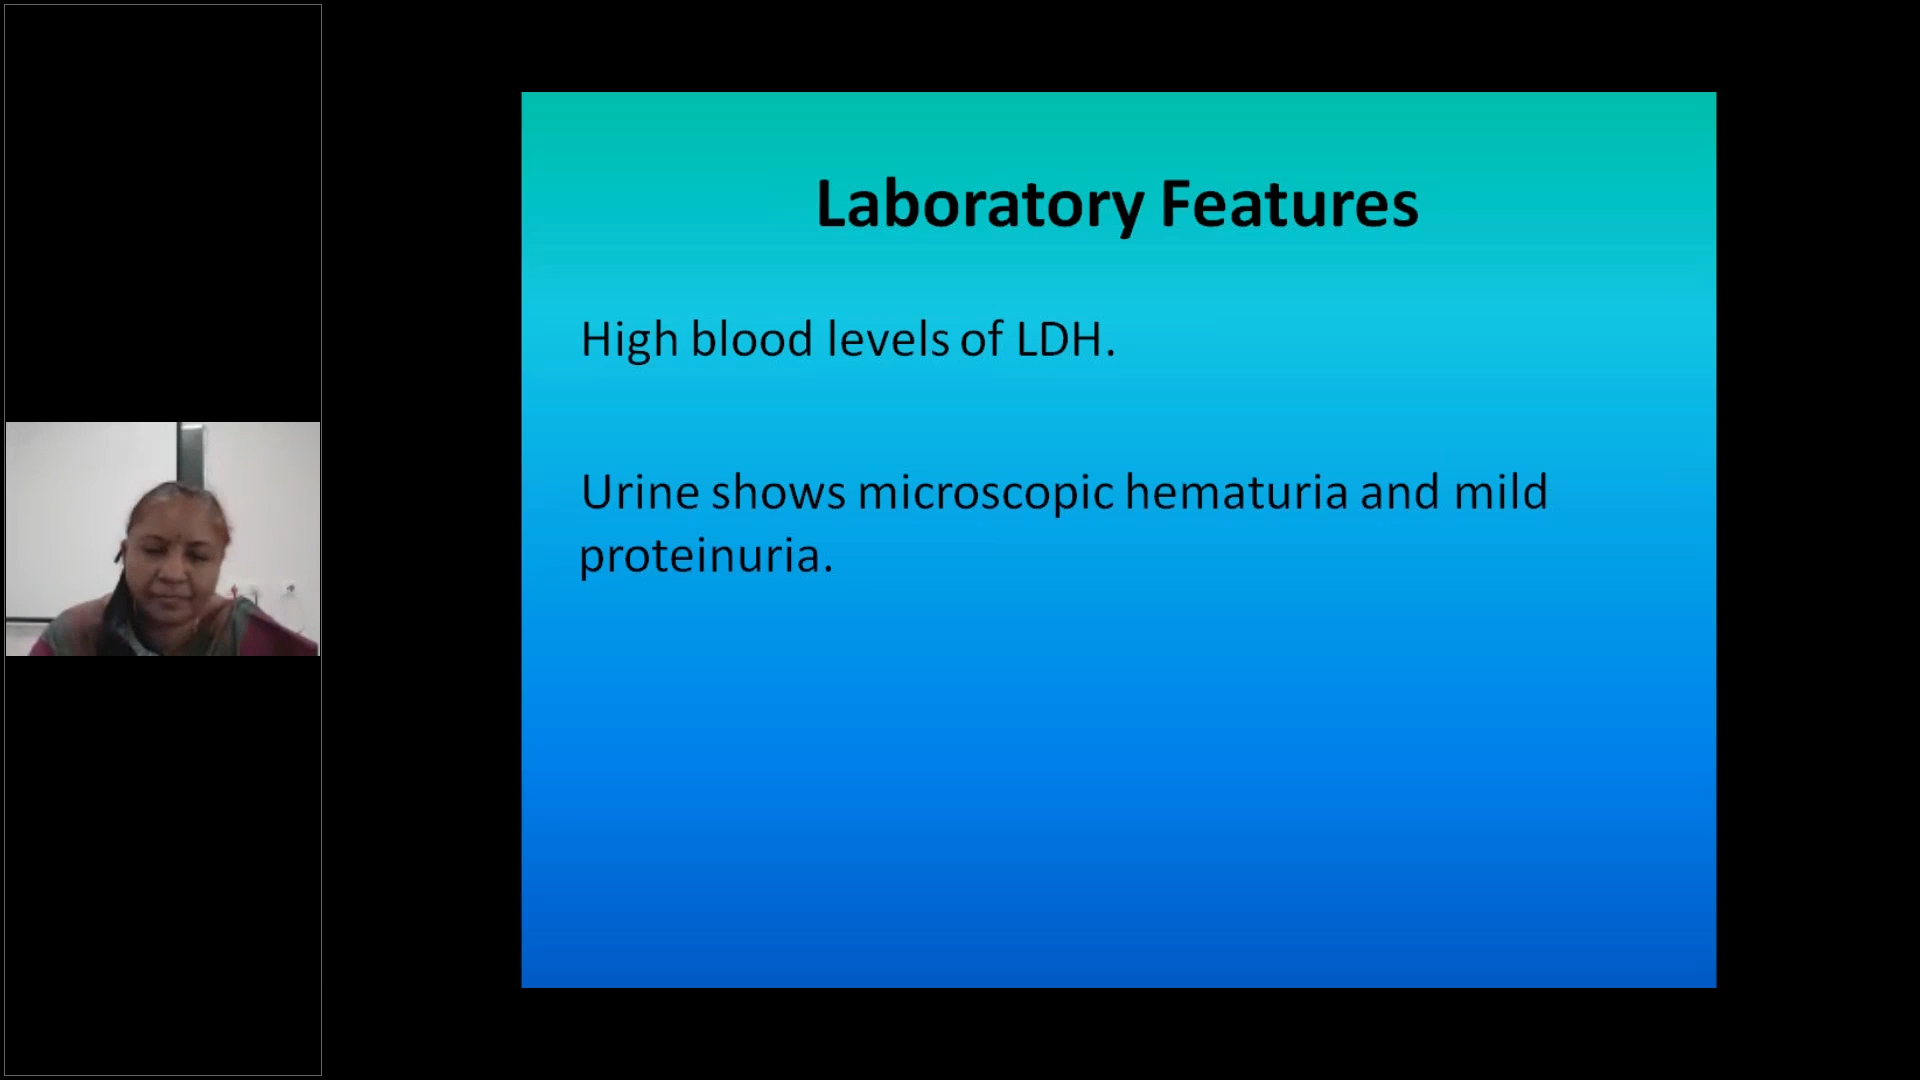 Laboratory Features
High blood levels of LDH.
Urine shows microscopic hematuria and mild
proteinuria.